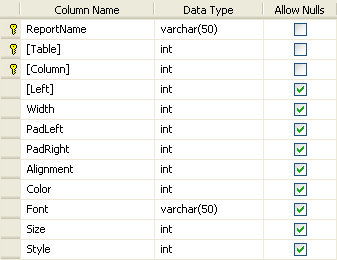 Column Name Data Type Allow Nulls
ReportName varchar(50)
[Table] int
[Column] int
[Left] int
Width int
PadLeft int
PadRight int
Alignment int
Color int
Font varchar(50)
Size int
Style int